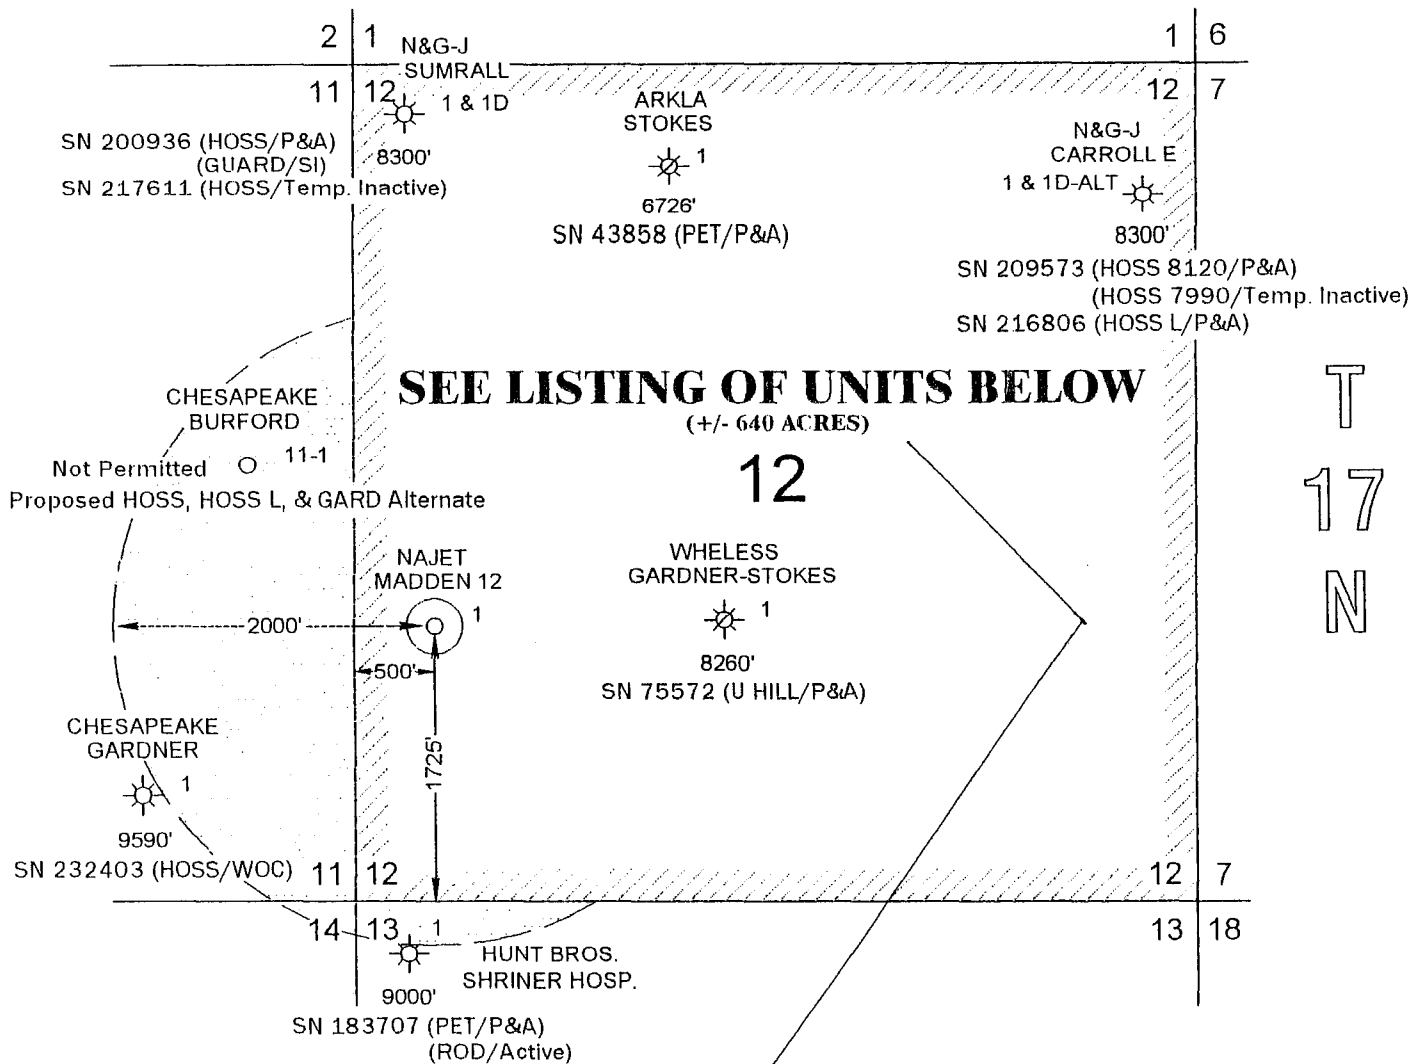 2 1
1 6
N&G-J
SUMRALL
11 12
1 & 1D
12 7
SN 200936 (HOSS/P&A)
(GUARD/SI)
SN 217611 (HOSS/Temp. Inactive)
8300'
ARKLA
STOKES
1
6726'
SN 43858 (PET/P&A)
N&G-J
CARROLL E
1 & 1D-ALT
8300'
SN 209573 (HOSS 8120/P&A)
(HOSS 7990/Temp. Inactive)
SN 216806 (HOSS L/P&A)
SEE LISTING OF UNITS BELOW
(+/- 640 ACRES)
12
T
17
N
CHESAPEAKE
BURFORD
11-1
Not Permitted
Proposed HOSS, HOSS L, & GARD Alternate
NAJET
MADDEN 12
1
2000'
500'
1725'
WHELESS
GARDNER-STOKES
1
8260'
SN 75572 (U HILL/P&A)
CHESAPEAKE
GARDNER
1
9590'
SN 232403 (HOSS/WOC)
11 12
12 7
14 13
13 18
1
HUNT BROS.
SHRINER HOSP.
9000'
SN 183707 (PET/P&A)
(ROD/Active)